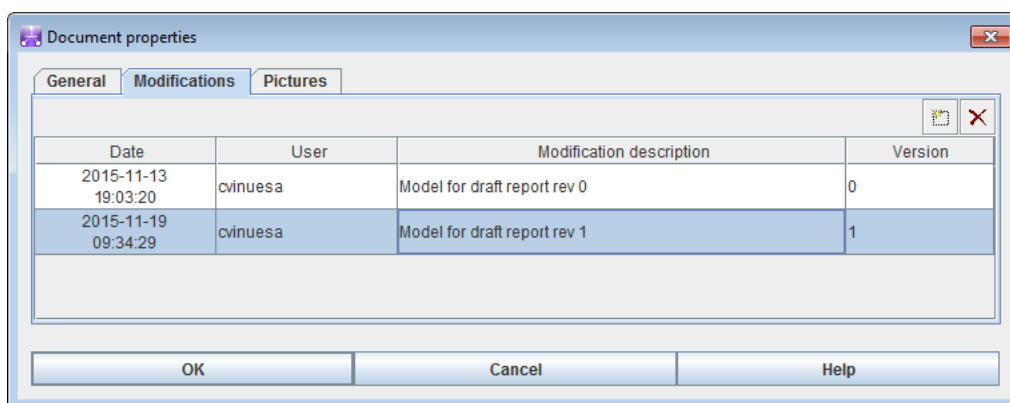 Document properties
General Modifications Pictures
Date User Modification description Version
2015-11-13
19:03:20 cvinuesa Model for draft report rev 0 0
2015-11-19
09:34:29 cvinuesa Model for draft report rev 1 1
OK Cancel Help